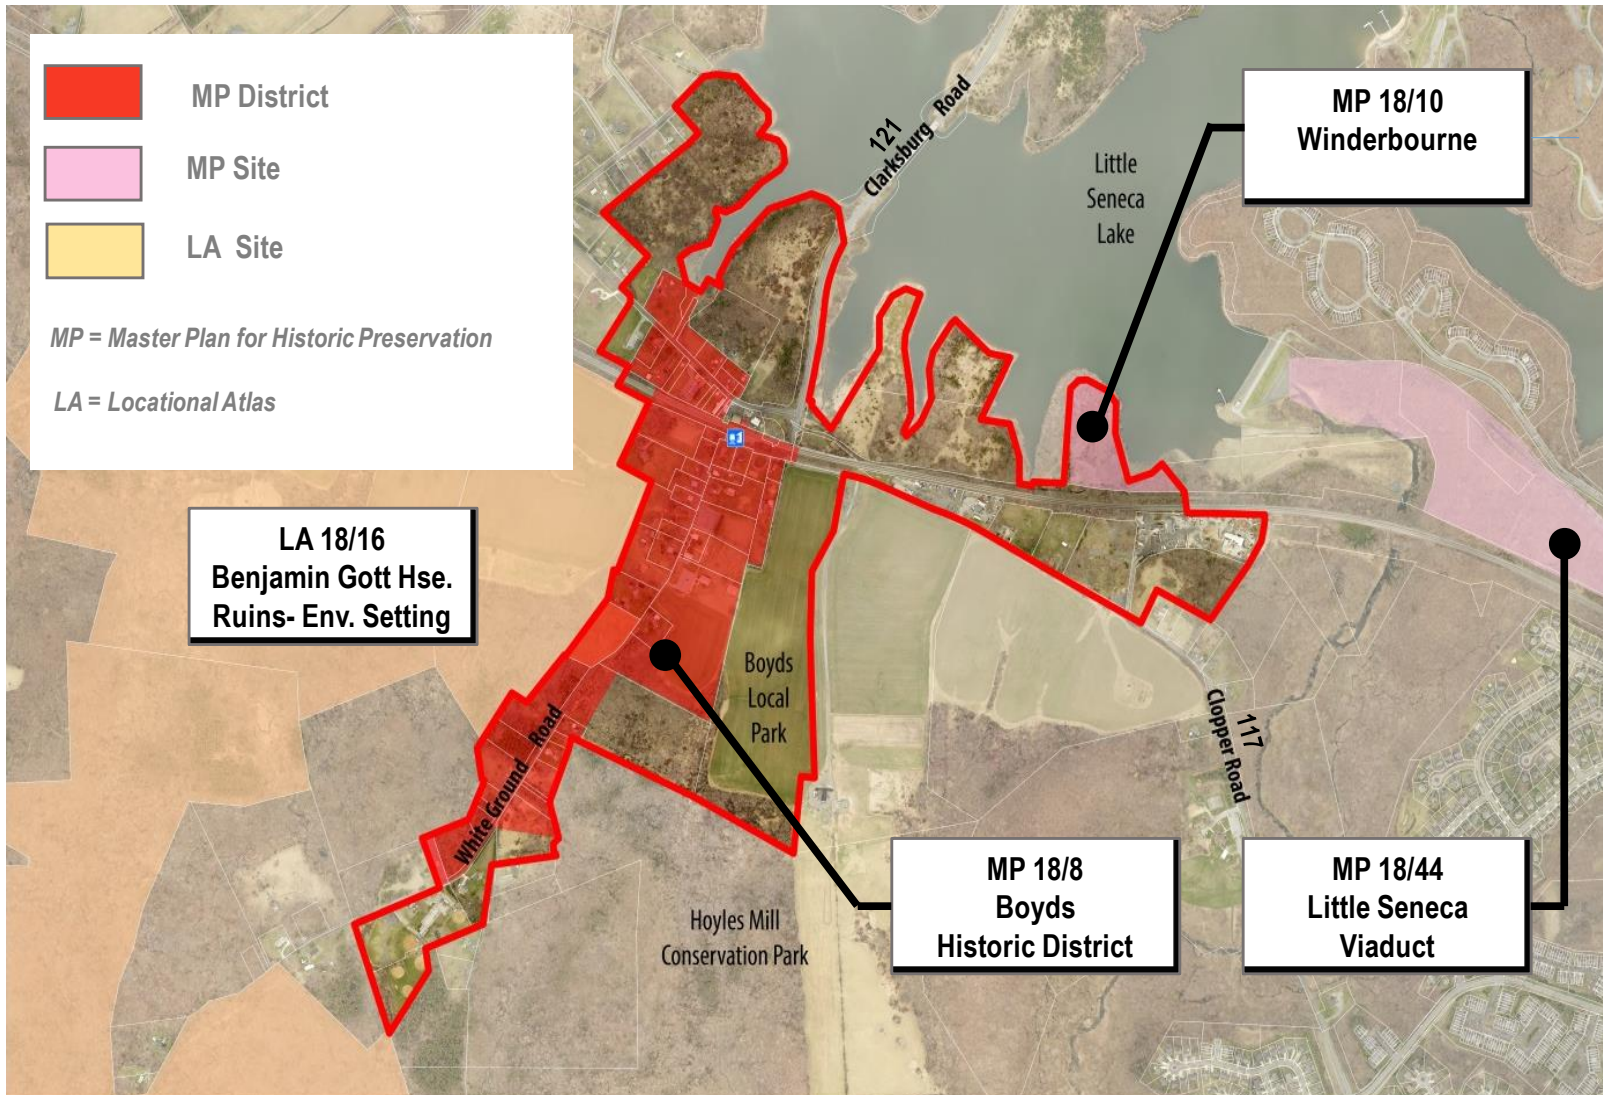 MP District
MP Site
LA Site
MP = Master Plan for Historic Preservation
LA = Locational Atlas
121
Clarksburg Road
Little
Seneca
Lake
MP 18/10
Winderbourne
LA 18/16
Benjamin Gott Hse.
Ruins- Env. Setting
Boyds
Local
Park
White Ground Road
117
Clopper Road
Hoyles Mill
Conservation Park
MP 18/8
Boyds
Historic District
MP 18/44
Little Seneca
Viaduct